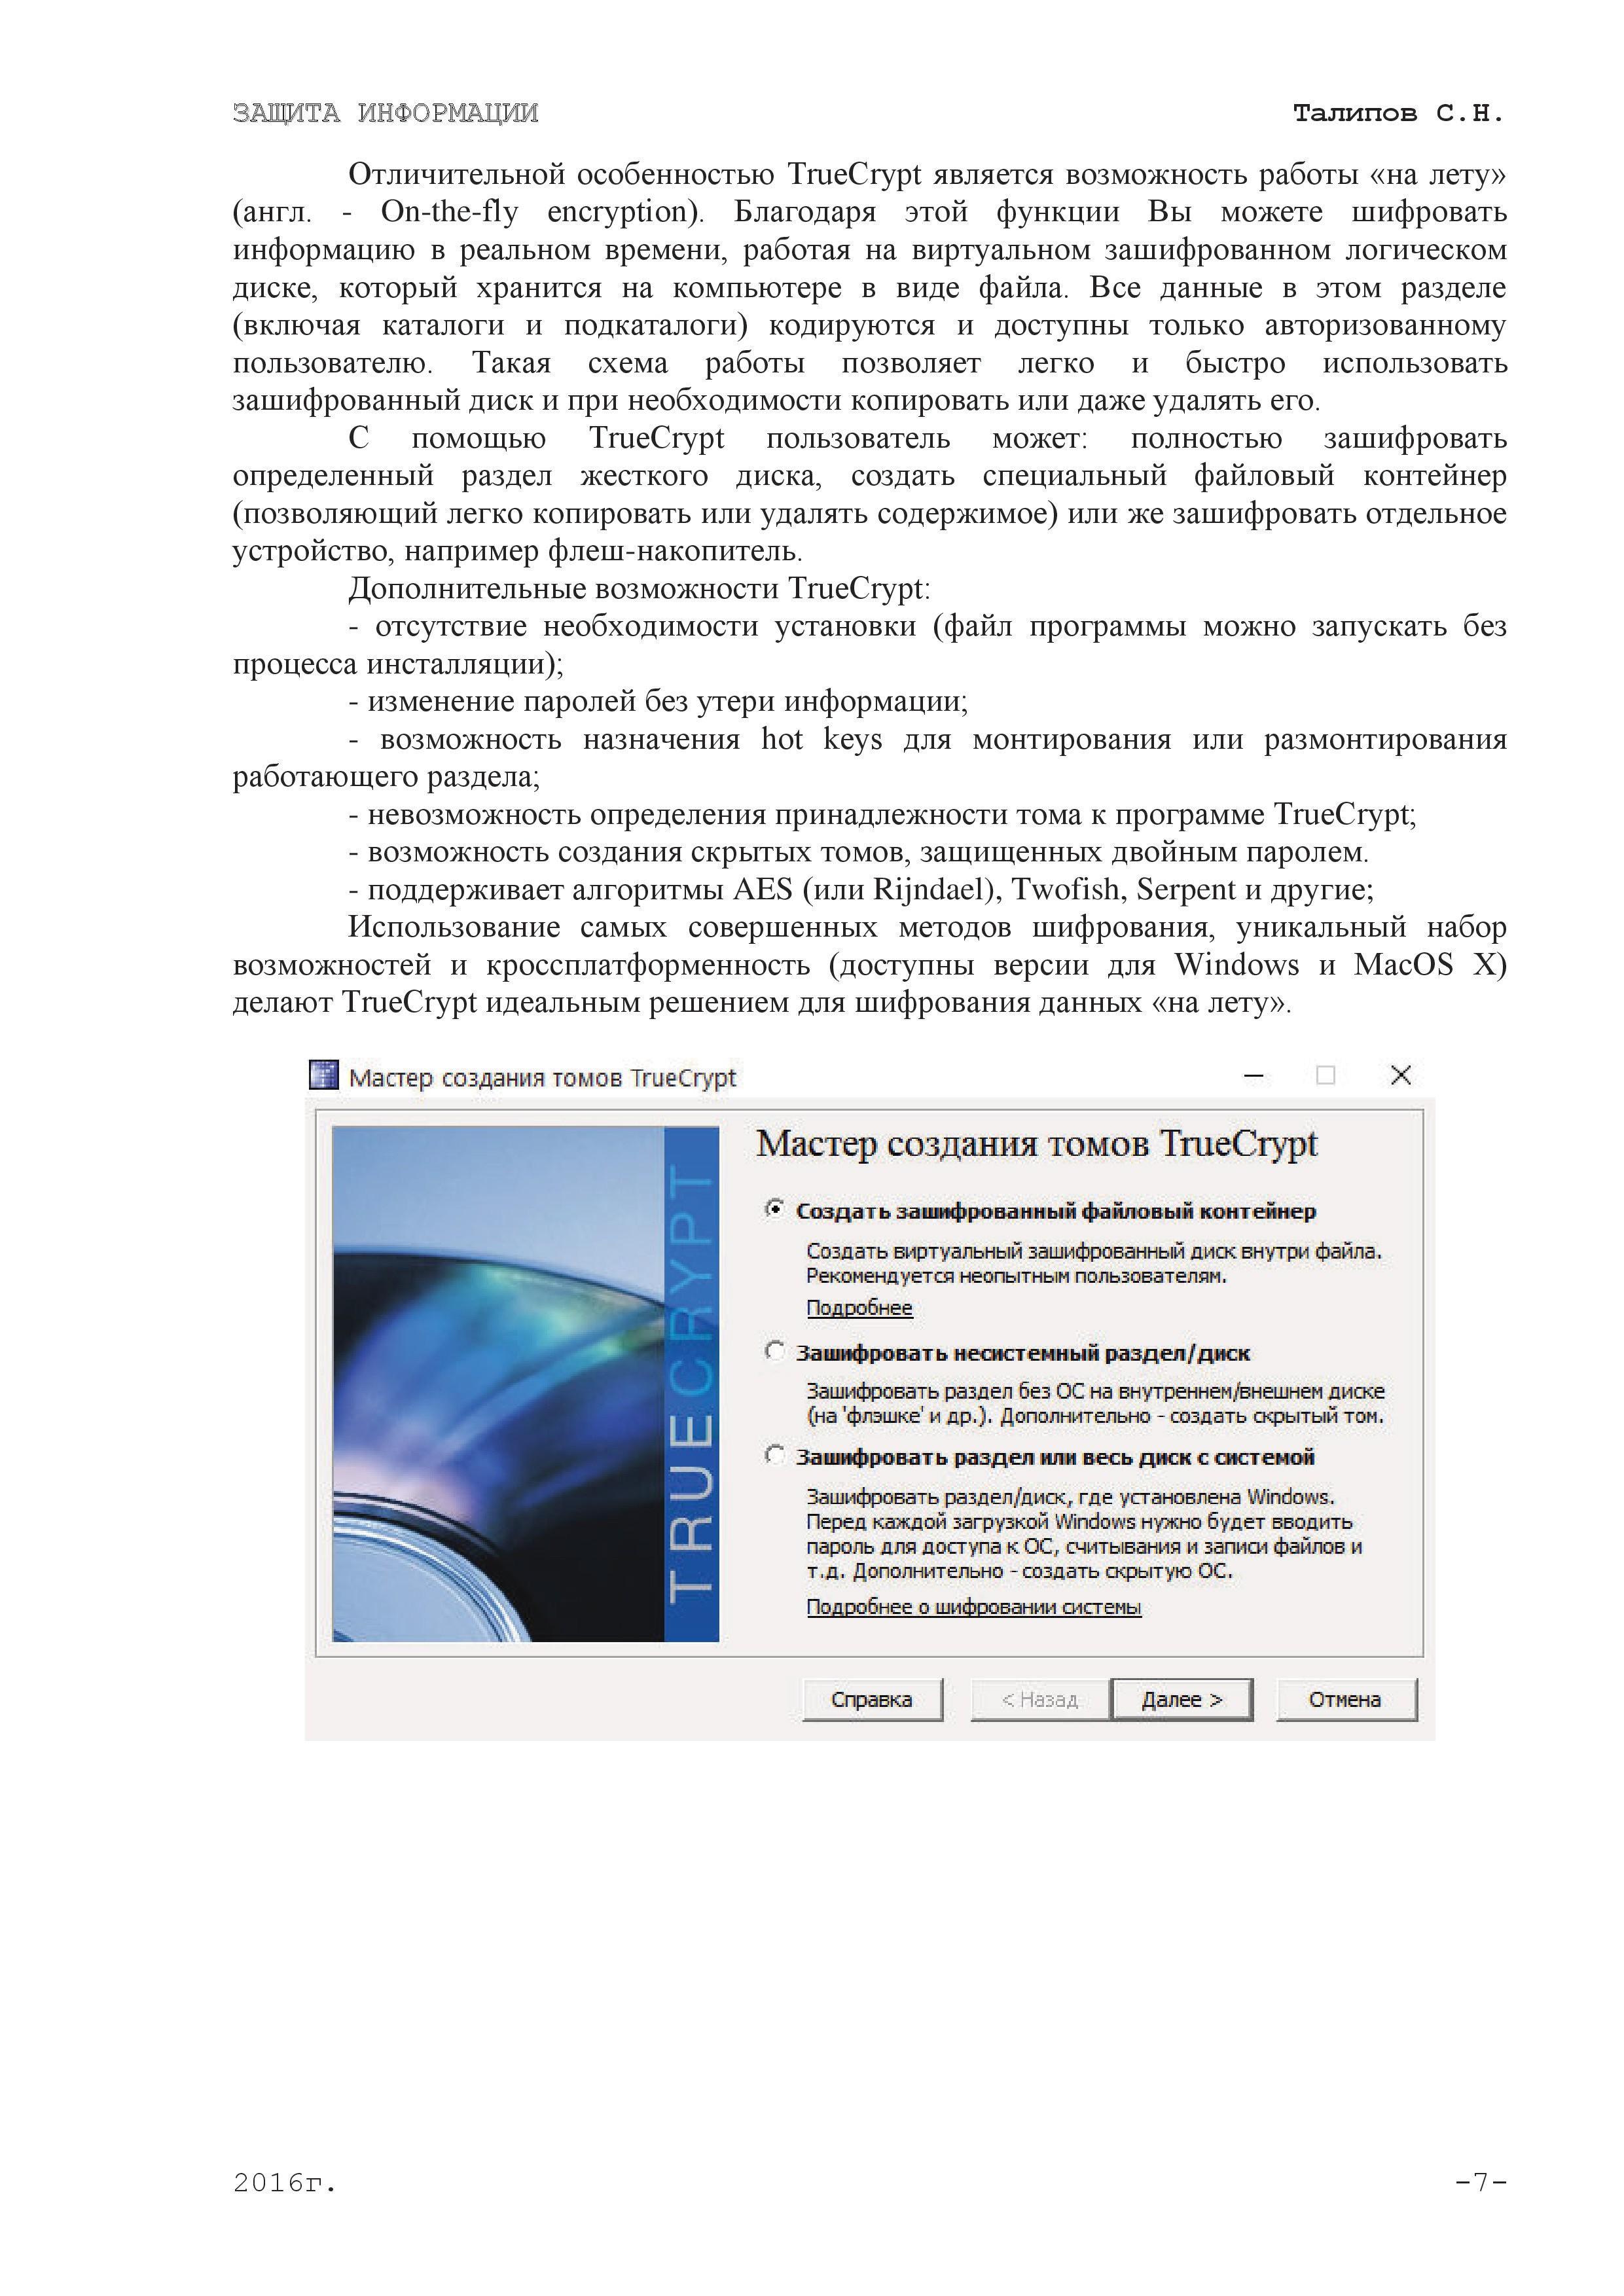 ЗАЩИТА ИНФОРМАЦИИ Талипов С.Н.
Отличительной особенностью TrueCrypt является возможность работы «на лету»
(англ. - On-the-fly encryption). Благодаря этой функции Вы можете шифровать
информацию в реальном времени, работая на виртуальном зашифрованном логическом
диске, который хранится на компьютере в виде файла. Все данные в этом разделе
(включая каталоги и подкаталоги) кодируются и доступны только авторизованному
пользователю. Такая схема работы позволяет легко и быстро использовать
зашифрованный диск и при необходимости копировать или даже удалять его.
С помощью TrueCrypt пользователь может: полностью зашифровать
определенный раздел жесткого диска, создать специальный файловый контейнер
(позволяющий легко копировать или удалять содержимое) или же зашифровать отдельное
устройство, например флеш-накопитель.
Дополнительные возможности TrueCrypt:
- отсутствие необходимости установки (файл программы можно запускать без
процесса инсталляции);
- изменение паролей без утери информации;
- возможность назначения hot keys для монтирования или размонтирования
работающего раздела;
- невозможность определения принадлежности тома к программе TrueCrypt;
- возможность создания скрытых томов, защищенных двойным паролем.
- поддерживает алгоритмы AES (или Rijndael), Twofish, Serpent и другие;
Использование самых совершенных методов шифрования, уникальный набор
возможностей и кроссплатформенность (доступны версии для Windows и MacOS X)
делают TrueCrypt идеальным решением для шифрования данных «на лету».
Мастер создания томов TrueCrypt
TRUECRYPT
Мастер создания томов TrueCrypt
Создать зашифрованный файловый контейнер
Создать виртуальный зашифрованный диск внутри файла.
Рекомендуется неопытным пользователям.
Подробнее
Зашифровать несистемный раздел/диск
Зашифровать раздел без ОС на внутреннем/внешнем диске
(на 'флэшке' и др.). Дополнительно - создать скрытый том.
Зашифровать раздел или весь диск с системой
Зашифровать раздел/диск, где установлена Windows.
Перед каждой загрузкой Windows нужно будет вводить
пароль для доступа к ОС, считывания и записи файлов и
т.д. Дополнительно - создать скрытую ОС.
Подробнее о шифровании системы
Справка < Назад Далее > Отмена
2016г. -7-